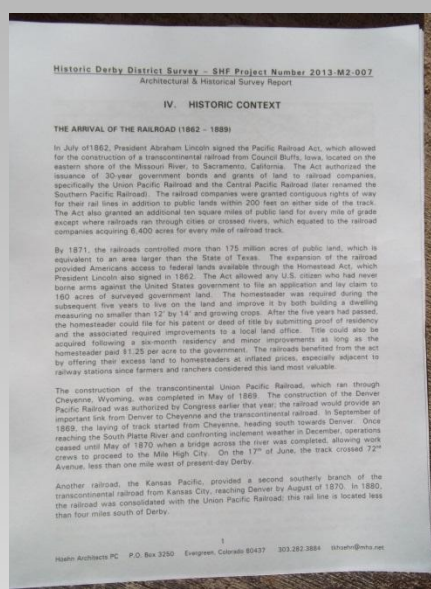 Historic Derby District Survey - SHF Project Number 2013-M2-007
Architectural & Historical Survey Report
IV. HISTORIC CONTEXT
THE ARRIVAL OF THE RAILROAD (1862 – 1889)
In July of1862, President Abraham Lincoln signed the Pacific Railroad Act, which allowed
for the construction of a transcontinental railroad from Council Bluffs, Iowa, located on the
eastern shore of the Missouri River, to Sacramento, California. The Act authorized the
issuance of 30-year government bonds and grants of land to railroad companies,
specifically the Union Pacific Railroad and the Central Pacific Railroad (later renamed the
Southern Pacific Railroad). The railroad companies were granted contiguous rights of way
for their rail lines in addition to public lands within 200 feet on either side of the track.
The Act also granted an additional ten square miles of public land for every mile of grade
except where railroads ran through cities or crossed rivers, which equated to the railroad
companies acquiring 6,400 acres for every mile of railroad track.
By 1871, the railroads controlled more than 175 million acres of public land, which is
equivalent to an area larger than the State of Texas. The expansion of the railroad
provided Americans access to federal lands available through the Homestead Act, which
President Lincoln also signed in 1862. The Act allowed any U.S. citizen who had never
borne arms against the United States government to file an application and lay claim to
160 acres of surveyed government land. The homesteader was required during the
subsequent five years to live on the land and improve it by both building a dwelling
measuring no smaller than 12' by 14' and growing crops. After the five years had passed,
the homesteader could file for his patent or deed of title by submitting proof of residency
and the associated required improvements to a local land office. Title could also be
acquired following a six-month residency and minor improvements as long as the
homesteader paid $1.25 per acre to the government. The railroads benefited from the act
by offering their excess land to homesteaders at inflated prices, especially adjacent to
railway stations since farmers and ranchers considered this land most valuable.
The construction of the transcontinental Union Pacific Railroad, which ran through
Cheyenne, Wyoming, was completed in May of 1869. The construction of the Denver
Pacific Railroad was authorized by Congress earlier that year; the railroad would provide an
important link from Denver to Cheyenne and the transcontinental railroad. In September of
1869, the laying of track started from Cheyenne, heading south towards Denver. Once
reaching the South Platte River and confronting inclement weather in December, operations
ceased until May of 1870 when a bridge across the river was completed, allowing work
crews to proceed to the Mile High City. On the 17th of June, the track crossed 72nd
Avenue, less than one mile west of present-day Derby.
Another railroad, the Kansas Pacific, provided a second southerly branch of the
transcontinental railroad from Kansas City, reaching Denver by August of 1870. In 1880,
the railroad was consolidated with the Union Pacific Railroad; this rail line is located less
than four miles south of Derby.
1
Hoehn Architects PC P.O. Box 3250 Evergreen, Colorado 80437 303.282.3884